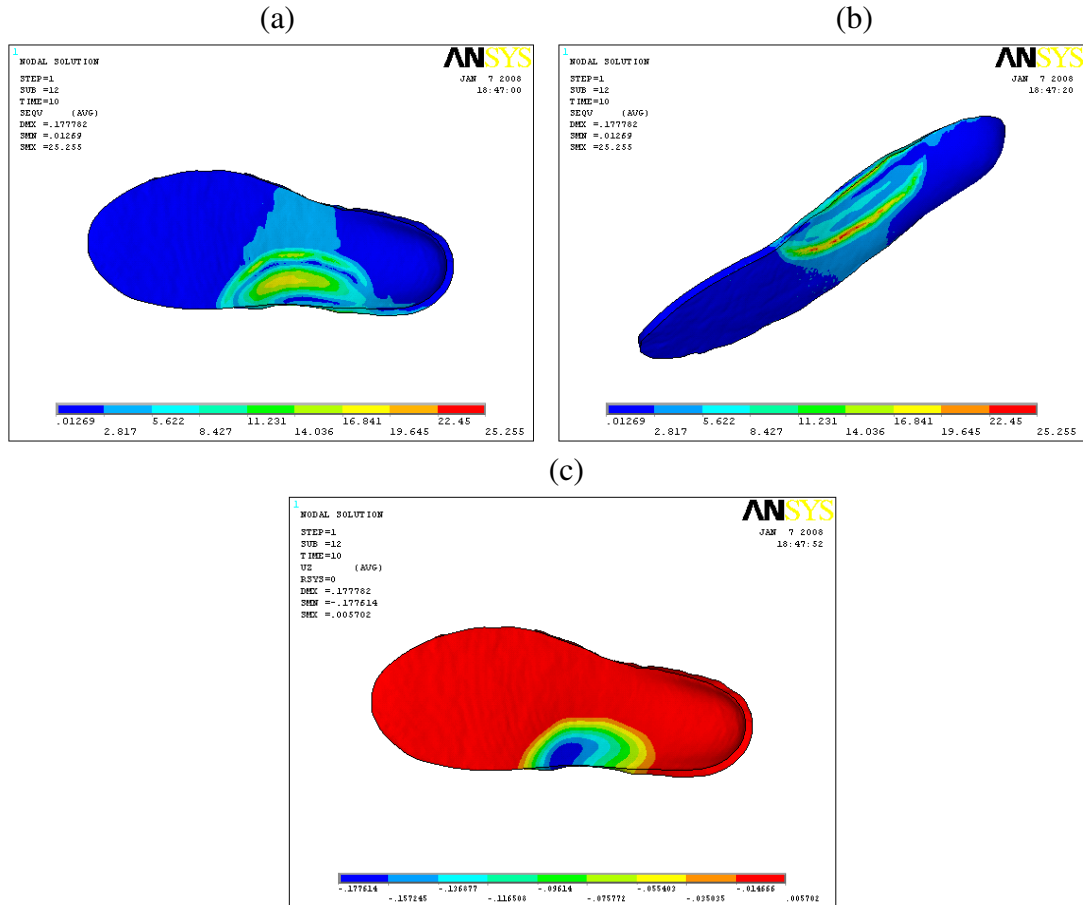 (a)
1
NODAL SOLUTION
STEP=1
SUB =12
TIME=10
SEQV (AVG)
DMX =.177782
SMN =.01269
SMX =25.255
ANSYS
JAN 7 2008
18:47:00
.01269 5.622 11.231 16.841 22.45
2.817 8.427 14.036 19.645 25.255
(b)
1
NODAL SOLUTION
STEP=1
SUB =12
TIME=10
SEQV (AVG)
DMX =.177782
SMN =.01269
SMX =25.255
ANSYS
JAN 7 2008
18:47:20
.01269 5.622 11.231 16.841 22.45
2.817 8.427 14.036 19.645 25.255
(c)
1
NODAL SOLUTION
STEP=1
SUB =12
TIME=10
UZ (AVG)
RSYS=0
DMX =.177782
SMN =-.177614
SMX =.005702
ANSYS
JAN 7 2008
18:47:52
-.177614 -.136877 -.09614 -.055403 -.014666
-.157245 -.116508 -.075772 -.035035 .005702